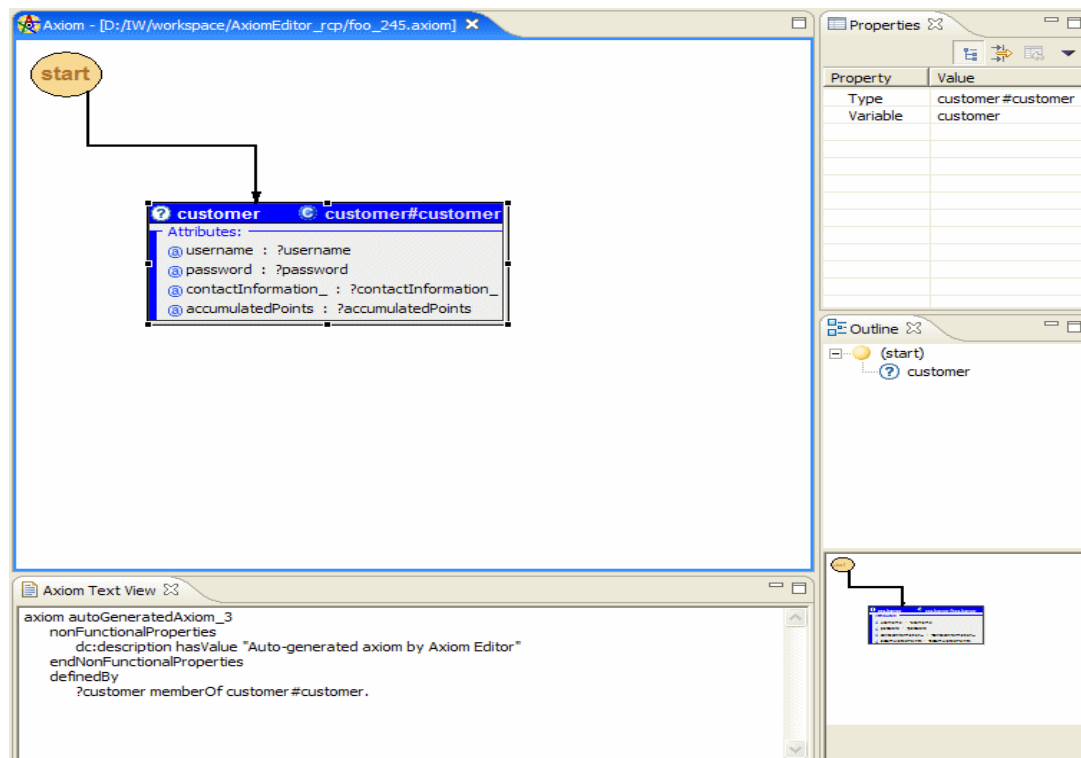 Axiom - [D:/IW/workspace/AxiomEditor_rcp/foo_245.axiom]
start
customer customer#customer
Attributes:
username : ?username
password : ?password
contactInformation_ : ?contactInformation_
accumulatedPoints : ?accumulatedPoints
Axiom Text View
axiom autoGeneratedAxiom_3
nonFunctionalProperties
dc:description hasValue "Auto-generated axiom by Axiom Editor"
endNonFunctionalProperties
definedBy
?customer memberOf customer#customer.
Properties
Property Value
Type customer#customer
Variable customer
Outline
(start)
customer